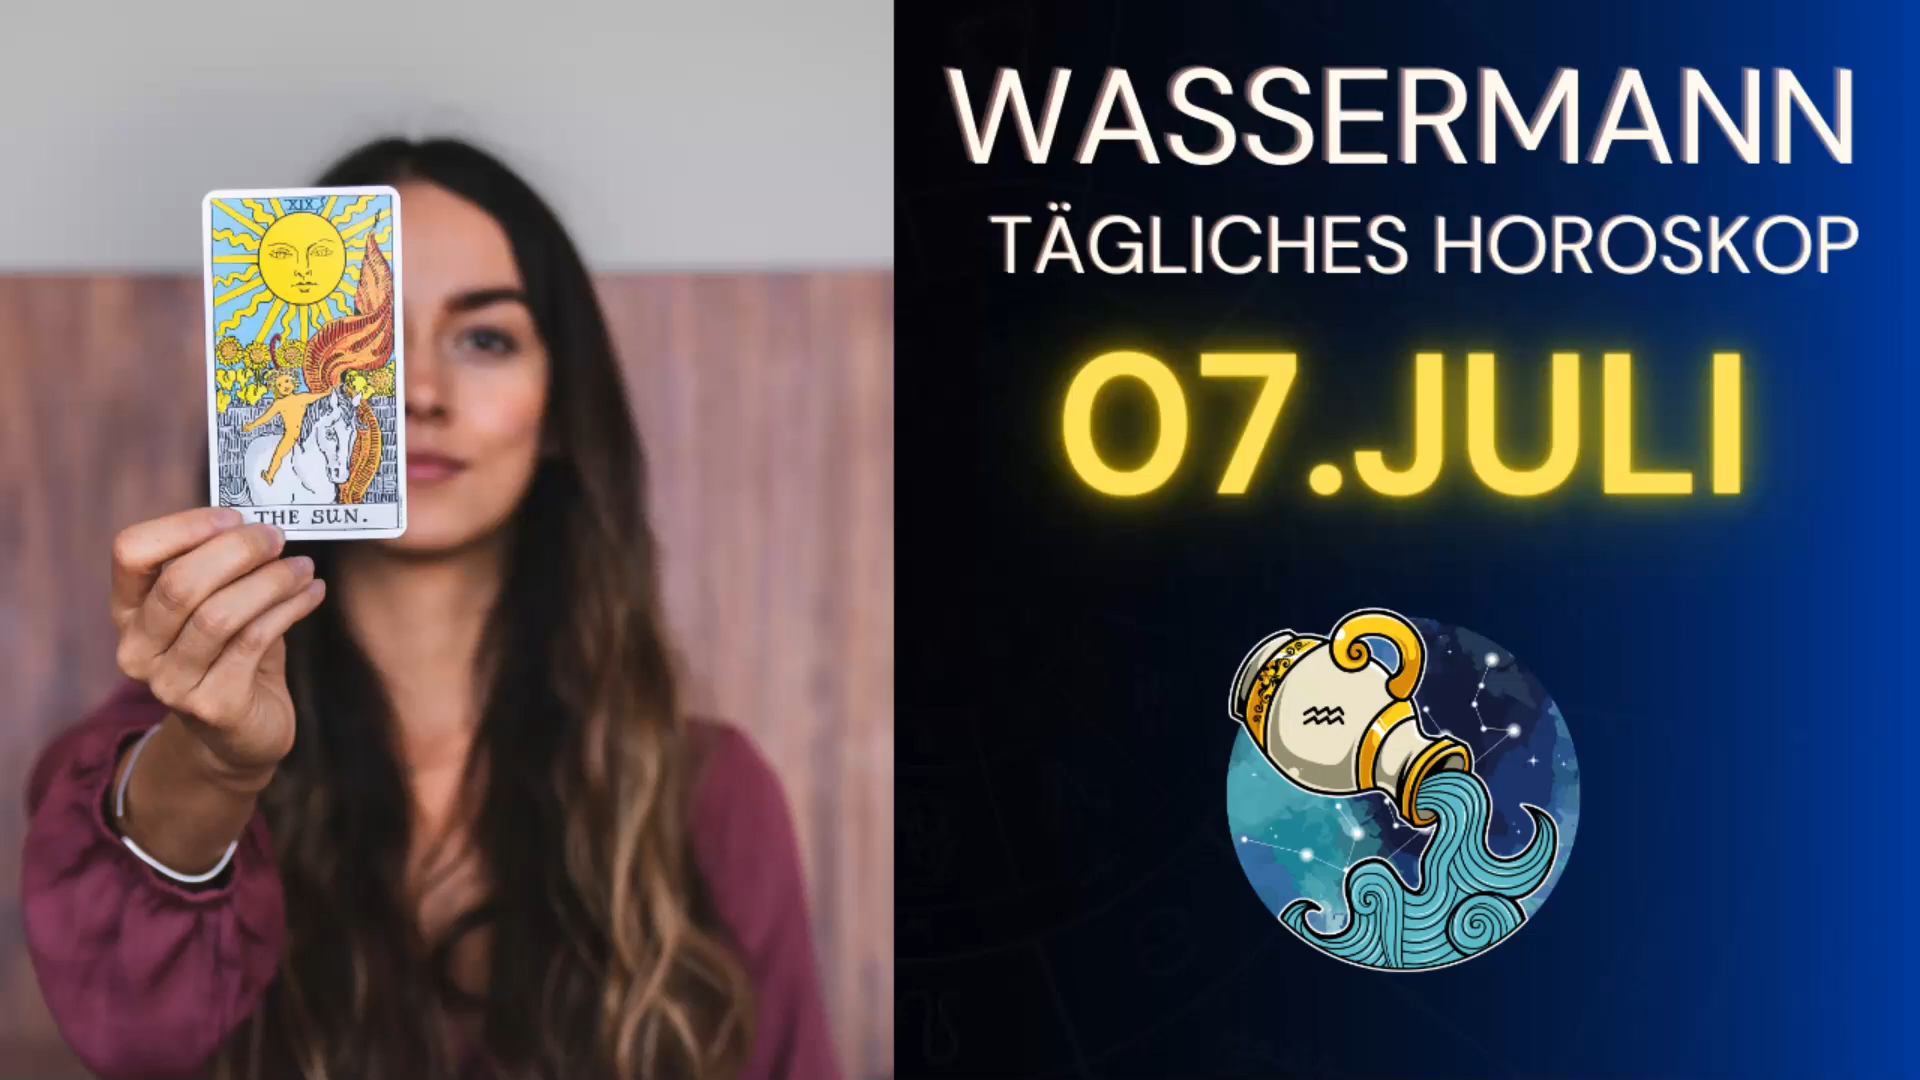 XIX
THE SUN.
WASSERMANN
TÄGLICHES HOROSKOP
07.JULI